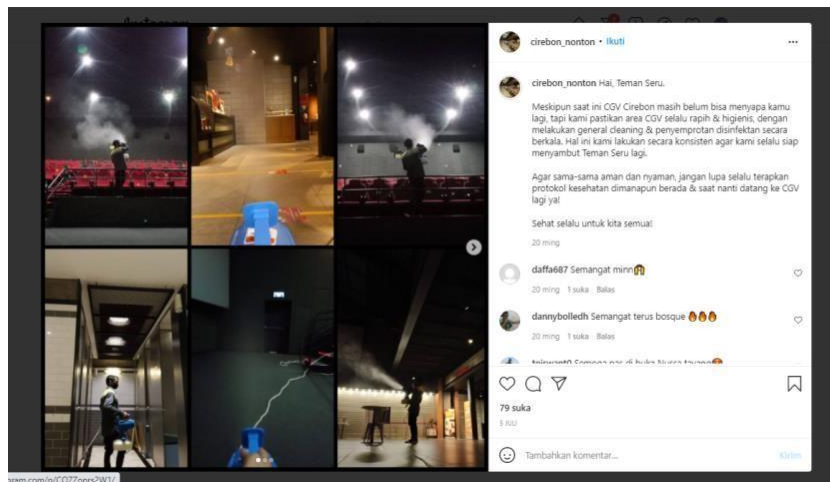 cirebon_nonton • Ikuti
cirebon_nonton Hai, Teman Seru.
Meskipun saat ini CGV Cirebon masih belum bisa menyapa kamu
lagi, tapi kami pastikan area CGV selalu rapih & higienis, dengan
melakukan general cleaning & penyemprotan disinfektan secara
berkala. Hal ini kami lakukan secara konsisten agar kami selalu siap
menyambut Teman Seru lagi.
Agar sama-sama aman dan nyaman, jangan lupa selalu terapkan
protokol kesehatan dimanapun berada & saat nanti datang ke CGV
lagi ya!
Sehat selalu untuk kita semua!
20 ming
daffa687 Semangat minn
20 ming 1 suka Balas
dannybolledh Semangat terus bosque
20 ming 1 suka Balas
79 suka
5 JULI
Tambahkan komentar...
Kirim